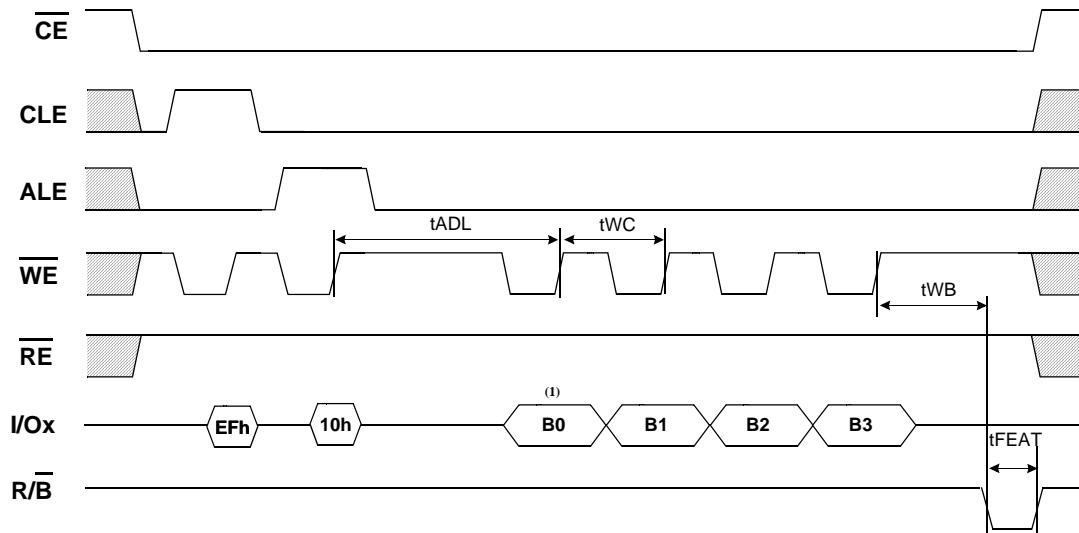 CE
CLE
ALE
tADL
tWC
WE
tWB
RE
(1)
I/Ox
EFh
10h
B0
B1
B2
B3
tFEAT
R/B